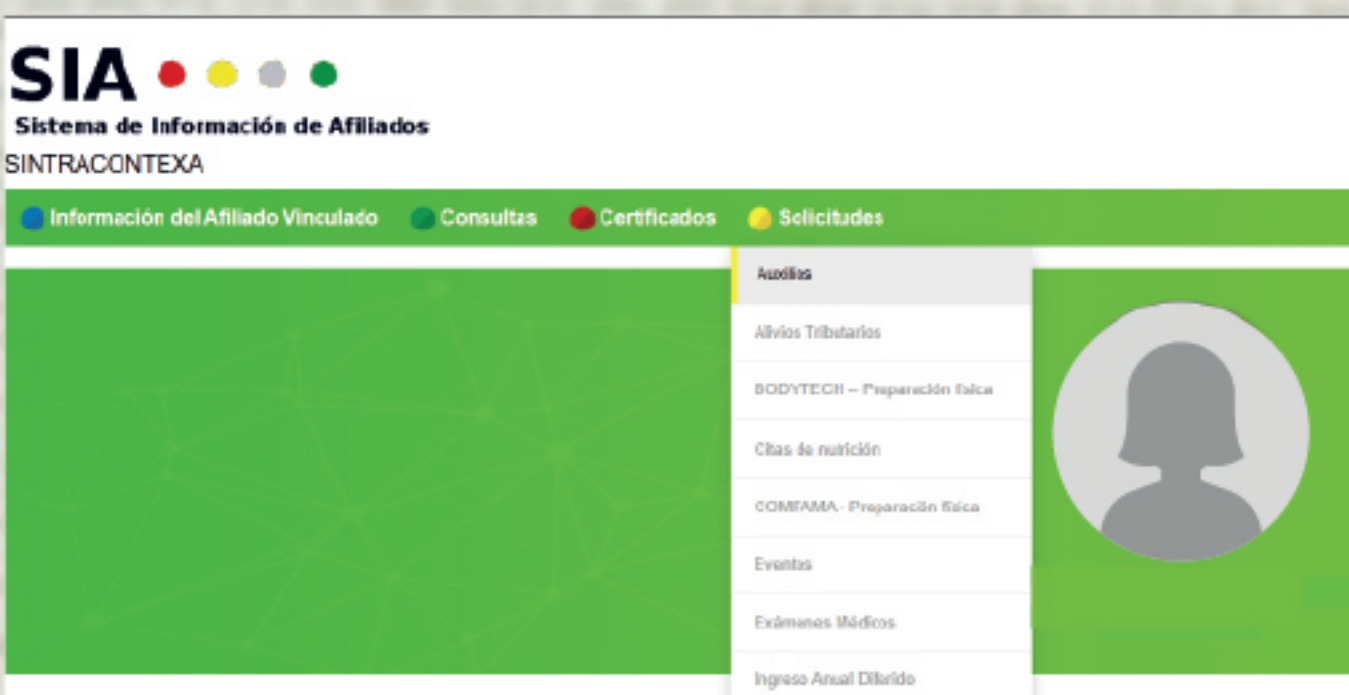 SIA
Sistema de Información de Afiliados
SINTRACONTEXA
Información del Afiliado Vinculado Consultas Certificados Solicitudes
Auxilios
Alivios Tributarios
BODYTECH – Preparación física
Citas de nutrición
COMFAMA - Preparación física
Eventos
Exámenes Médicos
Ingreso Anual Diferido